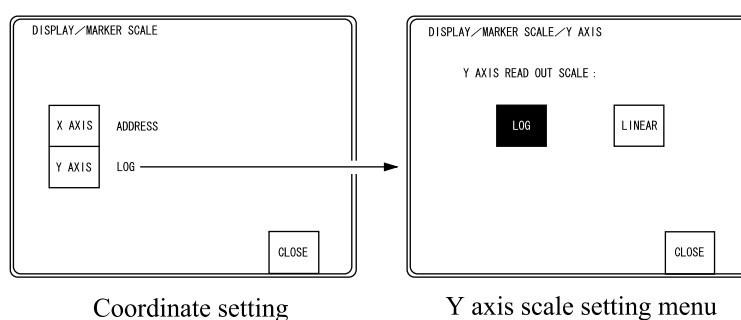 DISPLAY／MARKER SCALE
X AXIS ADDRESS
Y AXIS LOG
CLOSE
Coordinate setting
DISPLAY／MARKER SCALE／Y AXIS
Y AXIS READ OUT SCALE :
LOG LINEAR
CLOSE
Y axis scale setting menu